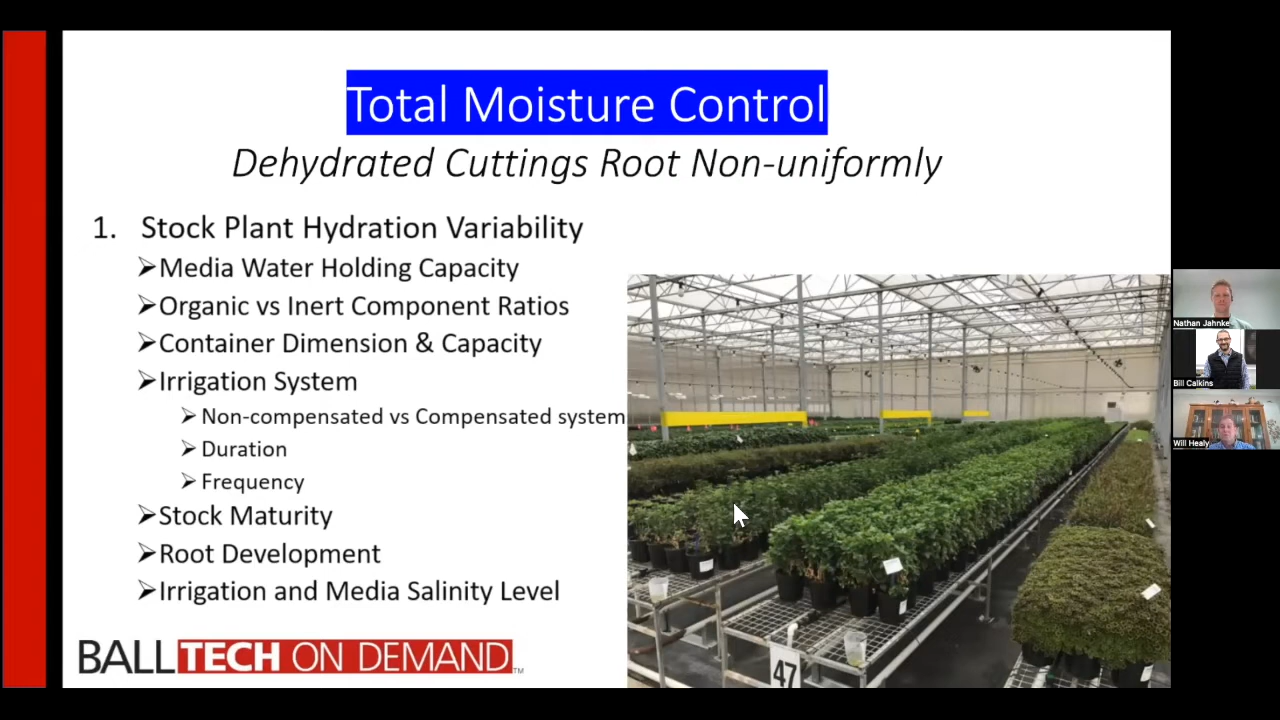 Total Moisture Control
Dehydrated Cuttings Root Non-uniformly
1. Stock Plant Hydration Variability
➢Media Water Holding Capacity
➢Organic vs Inert Component Ratios
➢Container Dimension & Capacity
➢Irrigation System
➢Non-compensated vs Compensated system
➢Duration
➢Frequency
➢Stock Maturity
➢Root Development
➢Irrigation and Media Salinity Level
BALLTECH ON DEMAND™
47
Nathan Jahnke
Bill Calkins
Will Healy